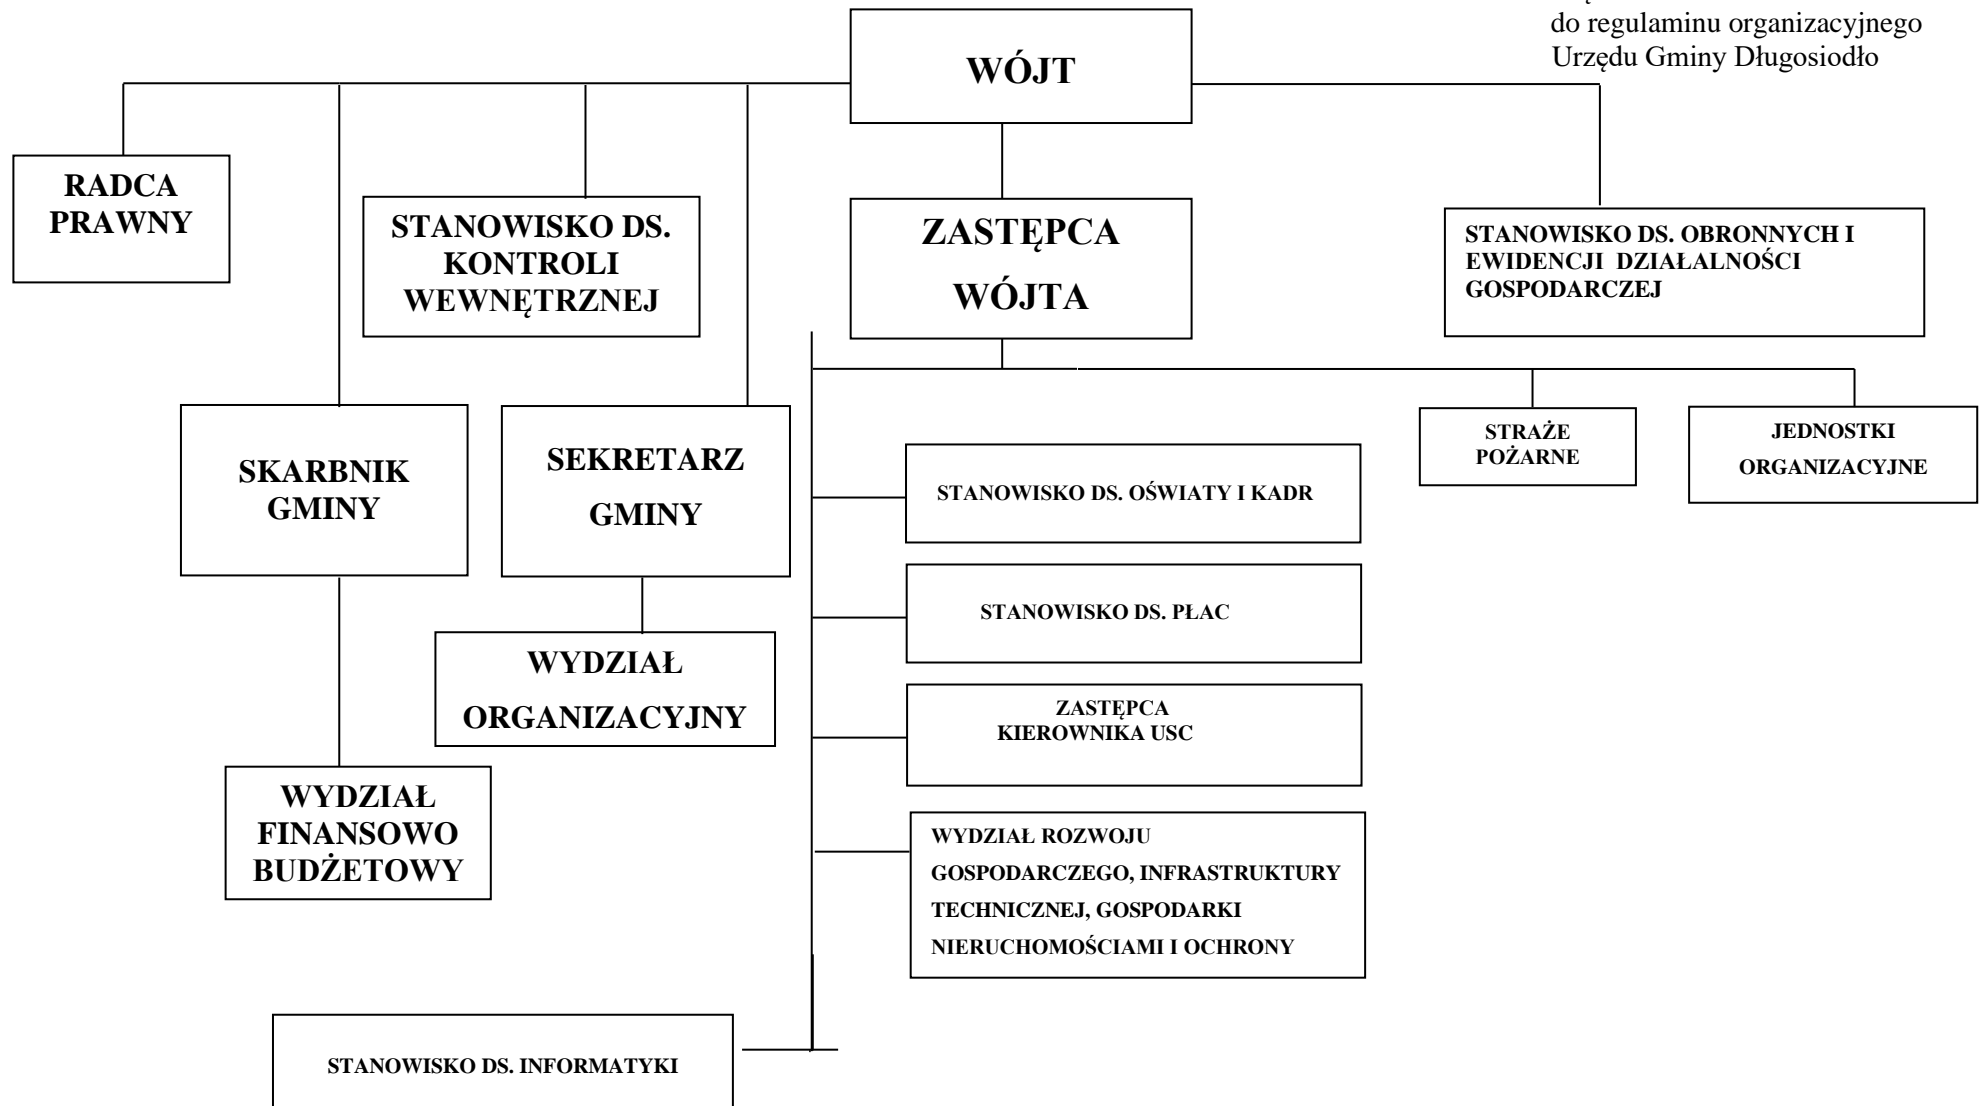 do regulaminu organizacyjnego
Urzędu Gminy Długosiodło
WÓJT
RADCA
PRAWNY
STANOWISKO DS.
KONTROLI
WEWNĘTRZNEJ
ZASTĘPCA
WÓJTA
STANOWISKO DS. OBRONNYCH I
EWIDENCJI DZIAŁALNOŚCI
GOSPODARCZEJ
SKARBNIK
GMINY
SEKRETARZ
GMINY
STRAŻE
POŻARNE
JEDNOSTKI
ORGANIZACYJNE
STANOWISKO DS. OŚWIATY I KADR
STANOWISKO DS. PŁAC
WYDZIAŁ
ORGANIZACYJNY
ZASTĘPCA
KIEROWNIKA USC
WYDZIAŁ
FINANSOWO
BUDŻETOWY
WYDZIAŁ ROZWOJU
GOSPODARCZEGO, INFRASTRUKTURY
TECHNICZNEJ, GOSPODARKI
NIERUCHOMOŚCIAMI I OCHRONY
STANOWISKO DS. INFORMATYKI